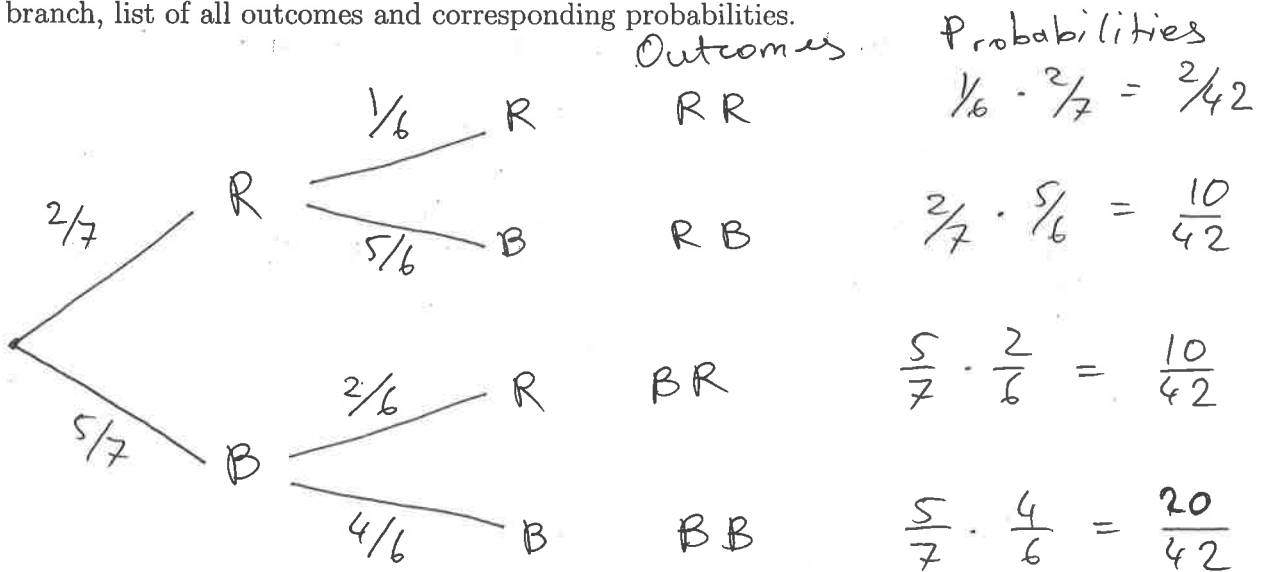 branch, list of all outcomes and corresponding probabilities.
Outcomes Probabilities
1/6 R RR 1/6 · 2/7 = 2/42
2/7 R
5/6 B RB 2/7 · 5/6 = 10/42
2/6 R BR 5/7 · 2/6 = 10/42
5/7 B
4/6 B BB 5/7 · 4/6 = 20/42